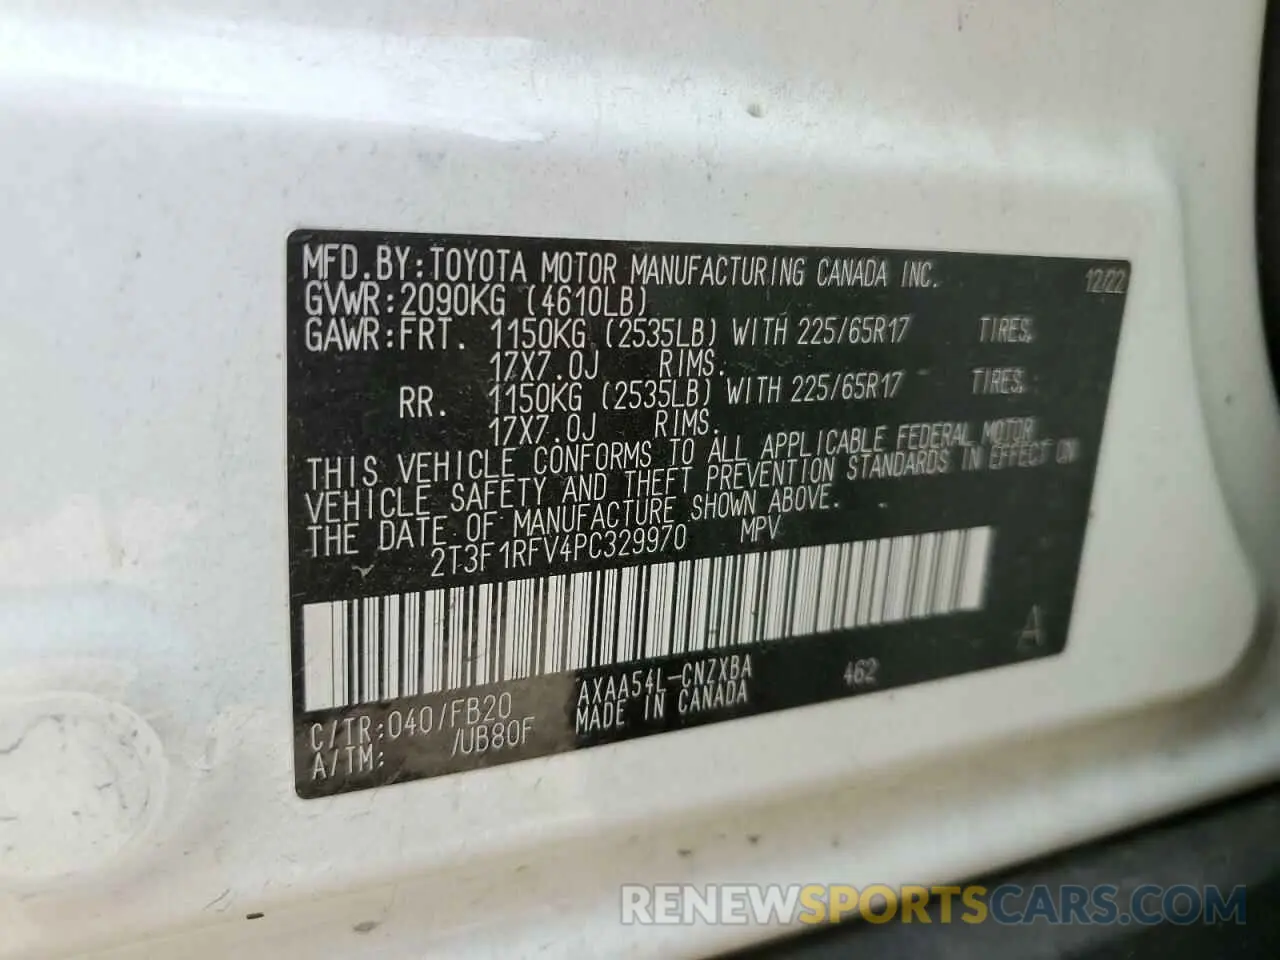 MFD.BY:TOYOTA MOTOR MANUFACTURING CANADA INC. 12/22
GVWR:2090KG (4610LB)
GAWR:FRT. 1150KG (2535LB) WITH 225/65R17 TIRES,
17X7.0J RIMS.
RR. 1150KG (2535LB) WITH 225/65R17 TIRES,
17X7.0J RIMS.
THIS VEHICLE CONFORMS TO ALL APPLICABLE FEDERAL MOTOR
VEHICLE SAFETY AND THEFT PREVENTION STANDARDS IN EFFECT ON
THE DATE OF MANUFACTURE SHOWN ABOVE.
2T3F1RFV4PC329970 MPV
A
C/TR:040/FB20 AXAA54L-CNZXBA 462
A/TM: /UB80F MADE IN CANADA
RENEWSPORTSCARS.COM